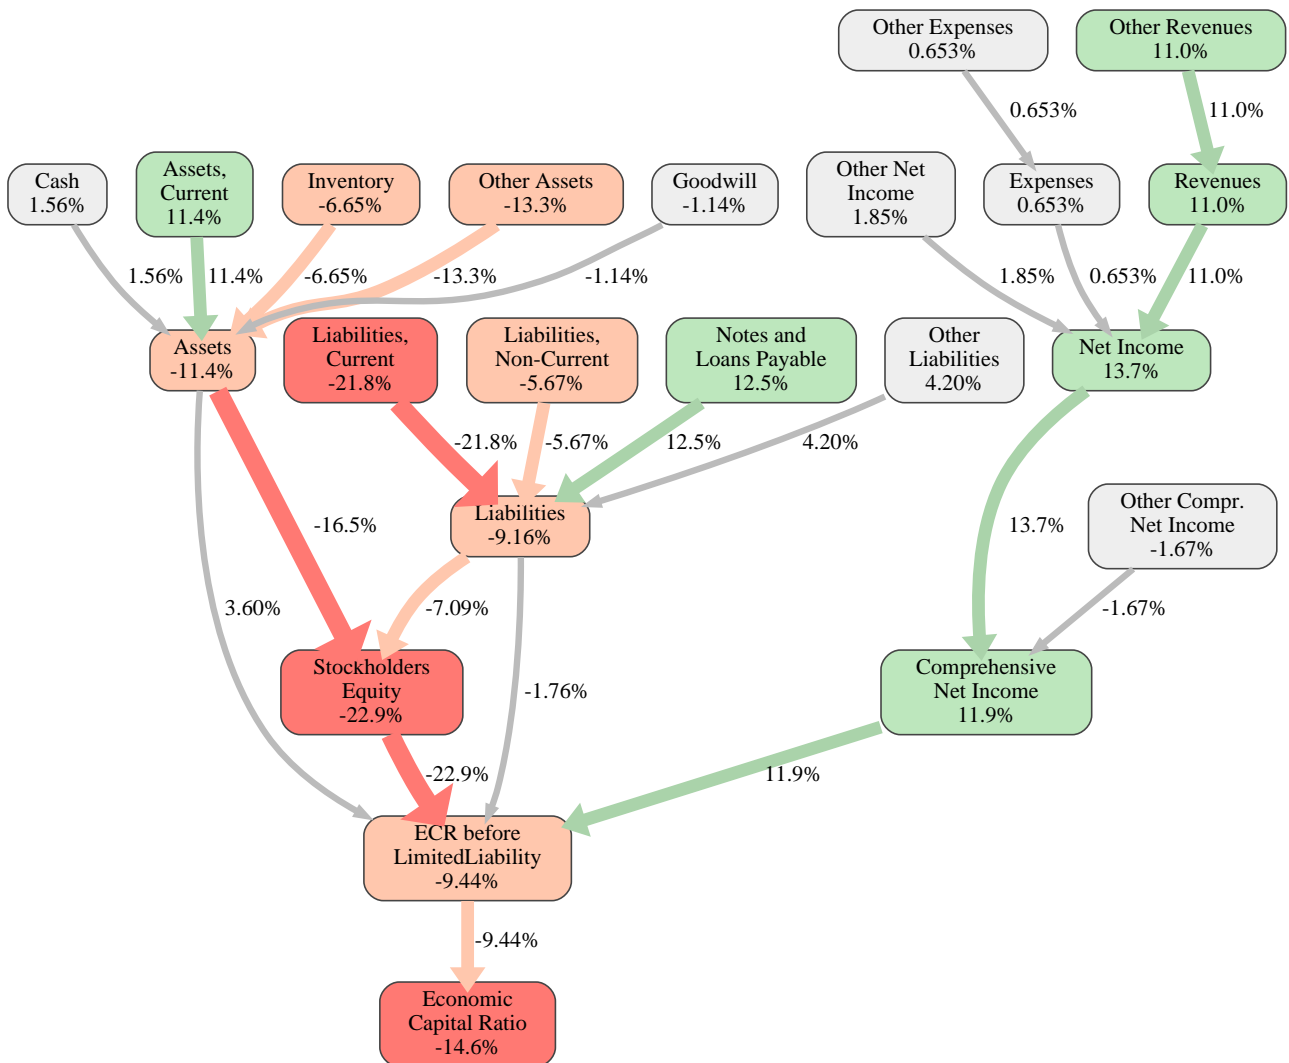 Other Expenses
0.653%
Other Revenues
11.0%
0.653%
11.0%
Cash
1.56%
Assets,
Current
11.4%
Inventory
-6.65%
Other Assets
-13.3%
Goodwill
-1.14%
Other Net
Income
1.85%
Expenses
0.653%
Revenues
11.0%
1.56%
11.4%
-6.65%
-13.3%
-1.14%
1.85%
0.653%
11.0%
Assets
-11.4%
Liabilities,
Current
-21.8%
Liabilities,
Non-Current
-5.67%
Notes and
Loans Payable
12.5%
Other
Liabilities
4.20%
Net Income
13.7%
-21.8%
-5.67%
12.5%
4.20%
-16.5%
Liabilities
-9.16%
13.7%
Other Compr.
Net Income
-1.67%
3.60%
-7.09%
-1.67%
Stockholders
Equity
-22.9%
-1.76%
Comprehensive
Net Income
11.9%
-22.9%
11.9%
ECR before
LimitedLiability
-9.44%
-9.44%
Economic
Capital Ratio
-14.6%